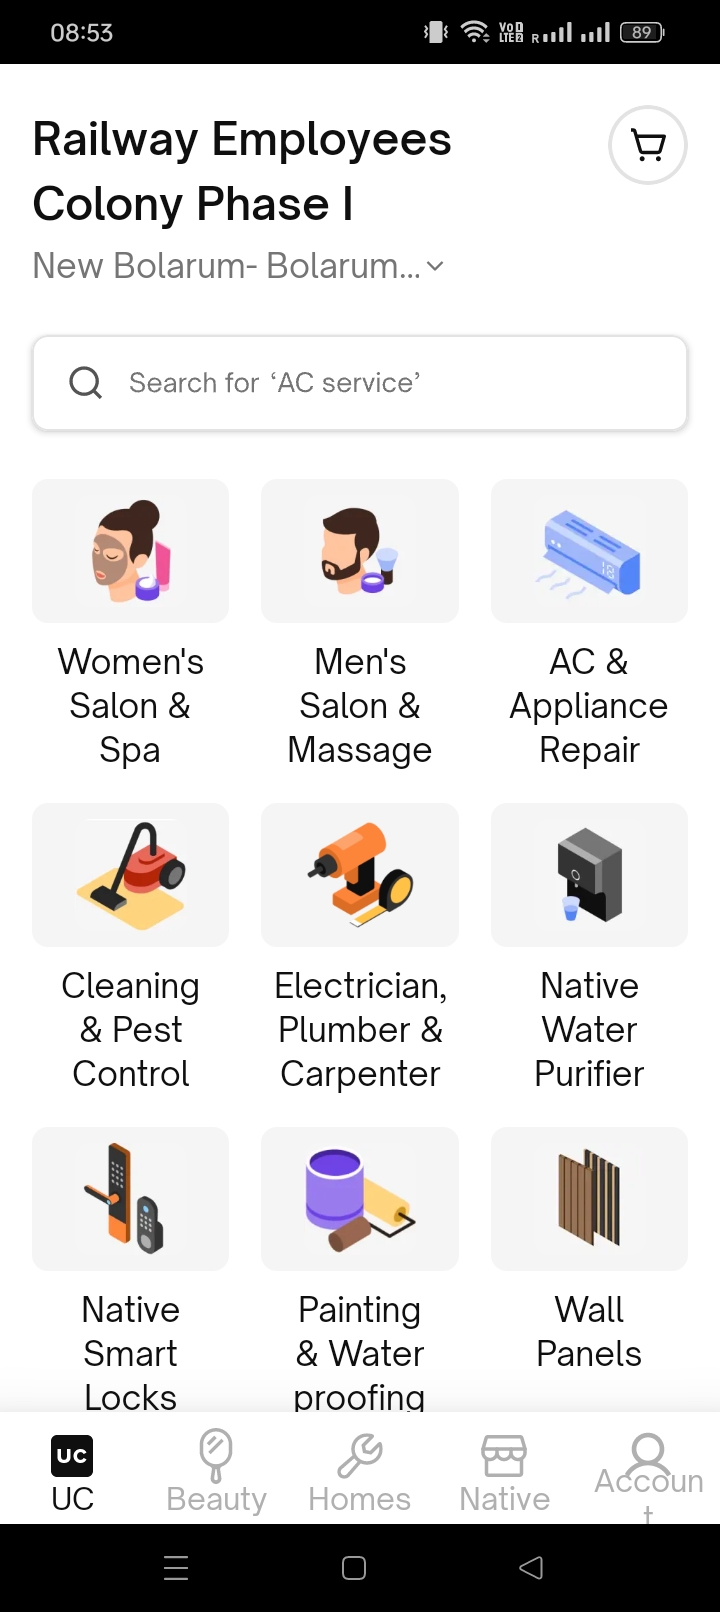 08:53
VoD
LTE2
R
89
Railway Employees
Colony Phase I
New Bolarum- Bolarum...
Search for ‘AC service’
18
Women's
Salon &
Spa
Men's
Salon &
Massage
AC &
Appliance
Repair
Cleaning
& Pest
Control
Electrician,
Plumber &
Carpenter
Native
Water
Purifier
Native
Smart
Locks
Painting
& Water
proofing
Wall
Panels
UC
UC
Beauty
Homes
Native
Accoun
t